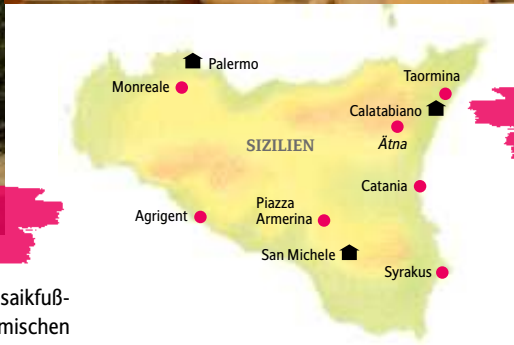 Palermo
Monreale
Taormina
Calatabiano
SIZILIEN
Ätna
Catania
Piazza
Armerina
Agrigent
San Michele
Syrakus
saikfuß-
mischen